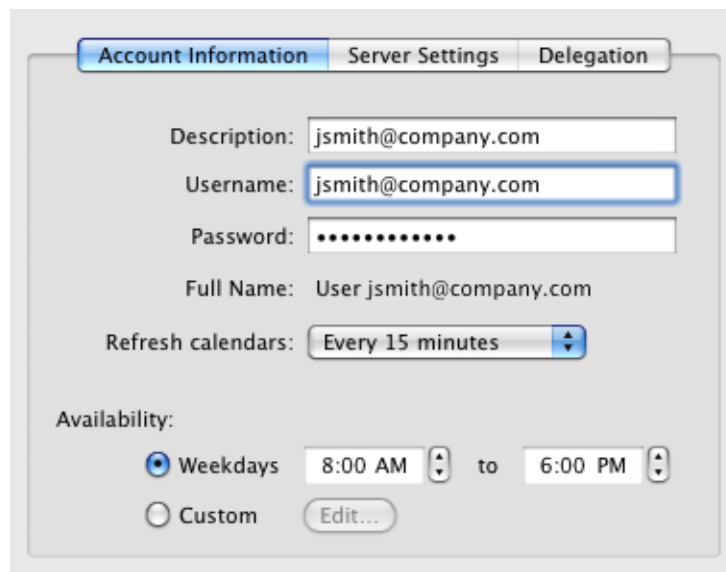 Account Information Server Settings Delegation
Description: jsmith@company.com
Username: jsmith@company.com
Password: ••••••••••••
Full Name: User jsmith@company.com
Refresh calendars: Every 15 minutes
Availability:
Weekdays 8:00 AM to 6:00 PM
Custom Edit...